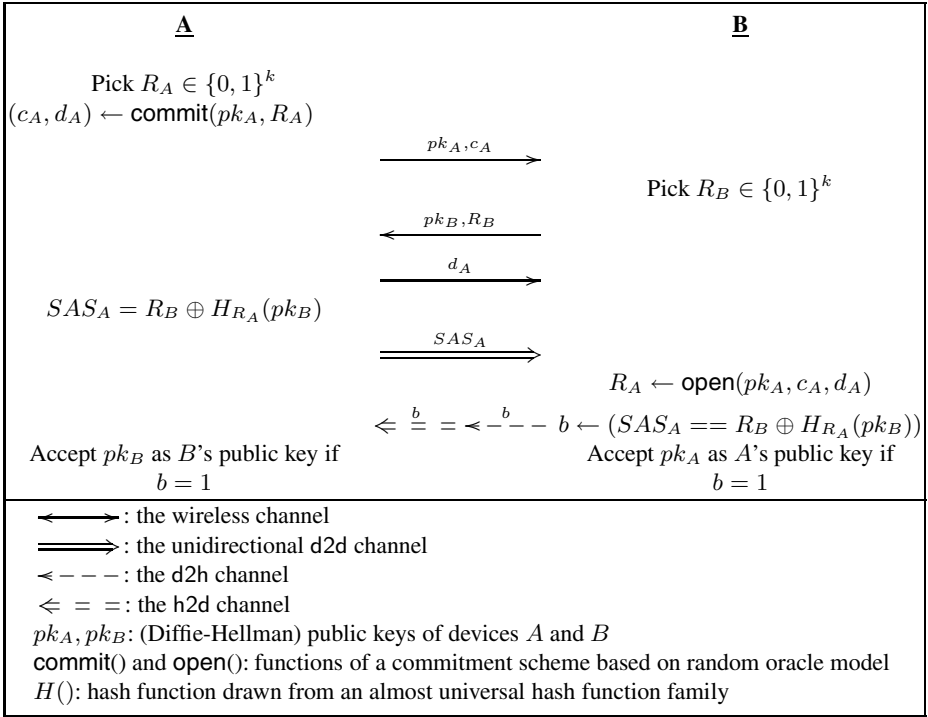 A B
Pick R_A ∈ {0, 1}^k
(c_A, d_A) ← commit(pk_A, R_A)
pk_A, c_A
Pick R_B ∈ {0, 1}^k
pk_B, R_B
d_A
SAS_A = R_B ⊕ H_{R_A}(pk_B)
SAS_A
R_A ← open(pk_A, c_A, d_A)
b b b ← (SAS_A == R_B ⊕ H_{R_A}(pk_B))
Accept pk_B as B's public key if Accept pk_A as A's public key if
b = 1 b = 1
: the wireless channel
: the unidirectional d2d channel
: the d2h channel
: the h2d channel
pk_A, pk_B: (Diffie-Hellman) public keys of devices A and B
commit() and open(): functions of a commitment scheme based on random oracle model
H(): hash function drawn from an almost universal hash function family